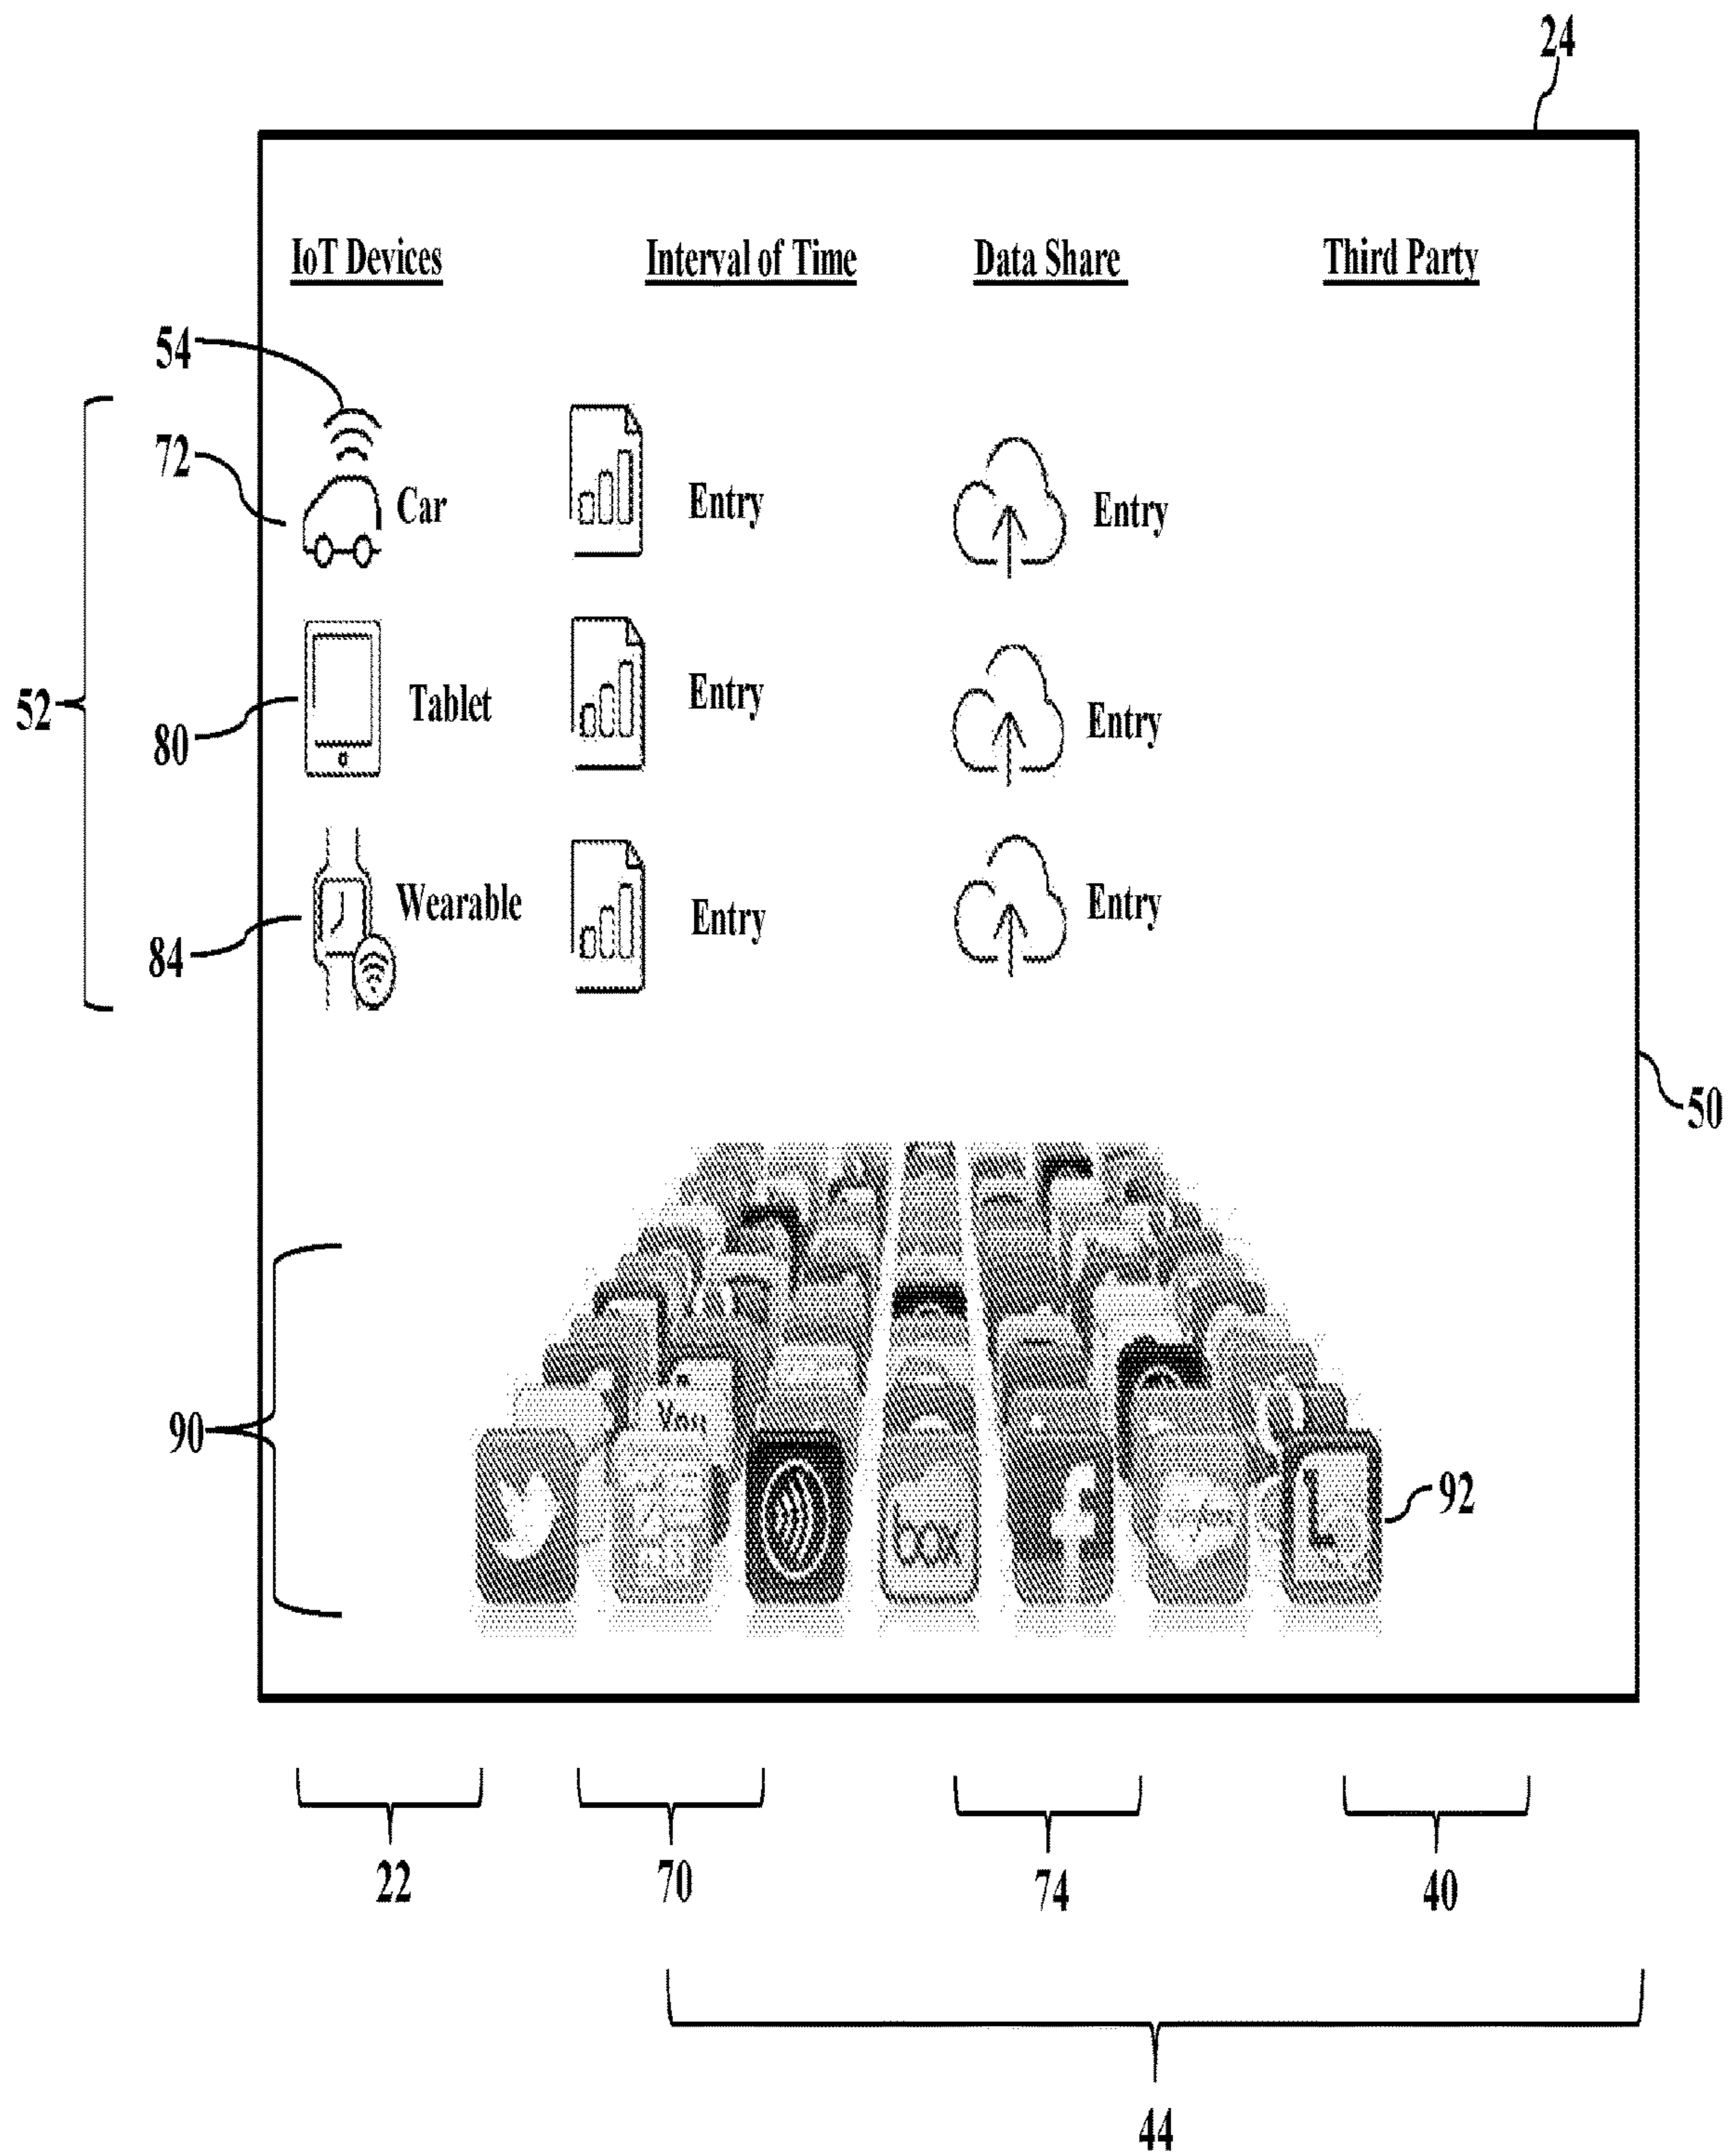 24
IoT Devices Interval of Time Data Share Third Party
54
72 Car Entry Entry
52 80 Tablet Entry Entry
84 Wearable Entry Entry
50
90
box f L 92
22 70 74 40
44